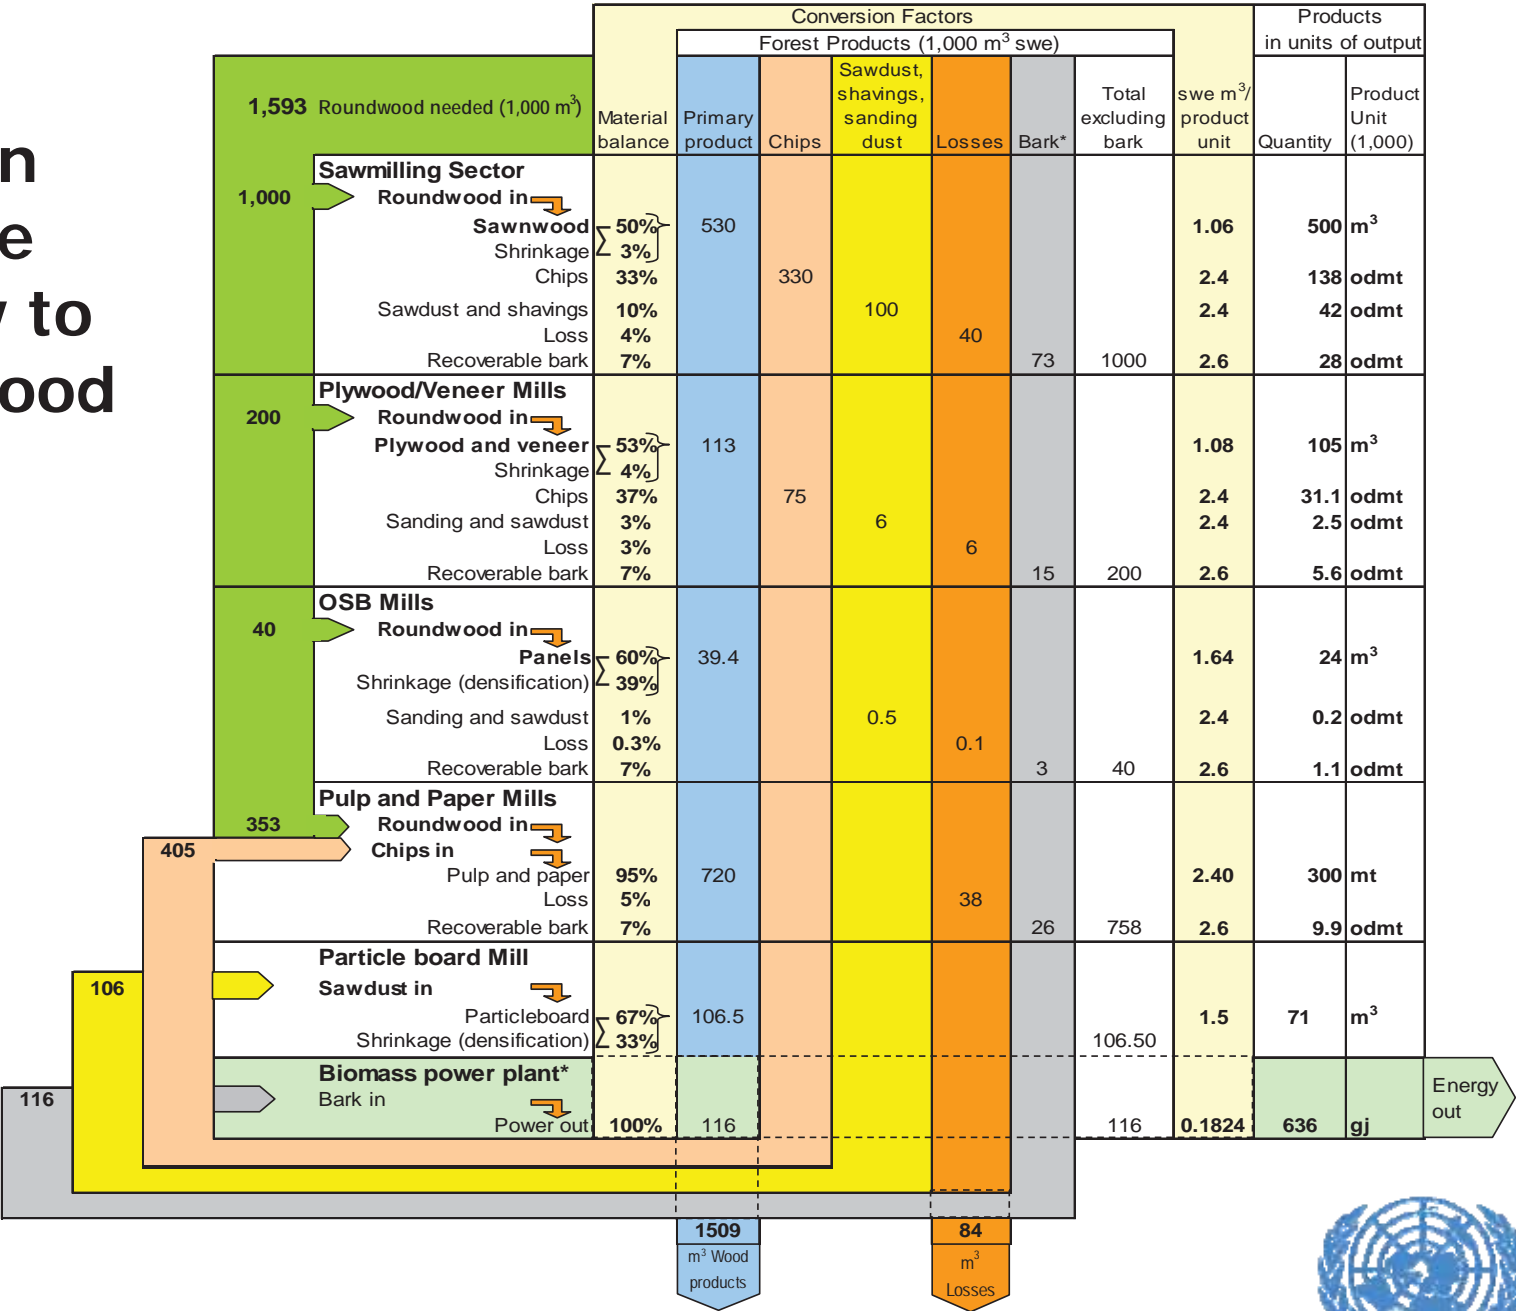 n
e
y to
ood
Conversion Factors
Products
in units of output
Forest Products (1,000 m³ swe)
1,593 Roundwood needed (1,000 m³)
Material balance
Primary product
Chips
Sawdust, shavings, sanding dust
Losses
Bark*
Total excluding bark
swe m³/ product unit
Quantity
Product Unit (1,000)
Sawmilling Sector
1,000 Roundwood in
Sawnwood 50% 530 1.06 500 m³
Shrinkage 3%
Chips 33% 330 2.4 138 odmt
Sawdust and shavings 10% 100 2.4 42 odmt
Loss 4% 40
Recoverable bark 7% 73 1000 2.6 28 odmt
Plywood/Veneer Mills
200 Roundwood in
Plywood and veneer 53% 113 1.08 105 m³
Shrinkage 4%
Chips 37% 75 2.4 31.1 odmt
Sanding and sawdust 3% 6 2.4 2.5 odmt
Loss 3% 6
Recoverable bark 7% 15 200 2.6 5.6 odmt
OSB Mills
40 Roundwood in
Panels 60% 39.4 1.64 24 m³
Shrinkage (densification) 39%
Sanding and sawdust 1% 0.5 2.4 0.2 odmt
Loss 0.3% 0.1
Recoverable bark 7% 3 40 2.6 1.1 odmt
Pulp and Paper Mills
353 Roundwood in
405 Chips in
Pulp and paper 95% 720 2.40 300 mt
Loss 5% 38
Recoverable bark 7% 26 758 2.6 9.9 odmt
Particle board Mill
106 Sawdust in
Particleboard 67% 106.5 1.5 71 m³
Shrinkage (densification) 33% 106.50
Biomass power plant*
116 Bark in
Power out 100% 116 116 0.1824 636 gj
Energy out
1509
m³ Wood products
84
m³
Losses